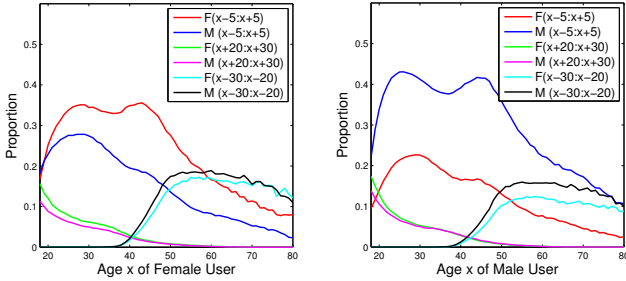 F(x−5:x+5)
M (x−5:x+5)
F(x+20:x+30)
M (x+20:x+30)
F(x−30:x−20)
M (x−30:x−20)
0.5
0.4
0.3
0.2
0.1
0
Proportion
20 30 40 50 60 70 80
Age x of Female User
F(x−5:x+5)
M (x−5:x+5)
F(x+20:x+30)
M (x+20:x+30)
F(x−30:x−20)
M (x−30:x−20)
0.5
0.4
0.3
0.2
0.1
0
Proportion
20 30 40 50 60 70 80
Age x of Male User